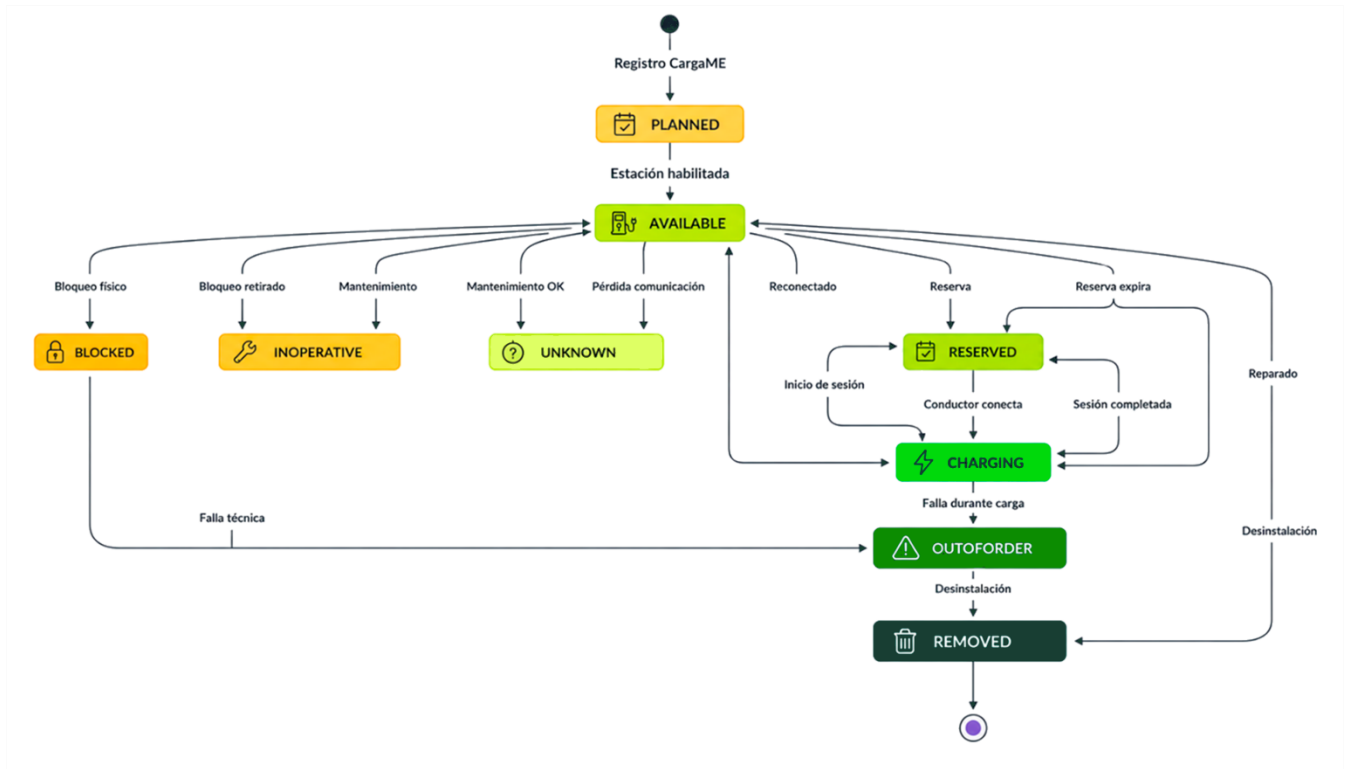 Registro CargaME
PLANNED
Estación habilitada
AVAILABLE
Bloqueo físico
Bloqueo retirado
Mantenimiento
Mantenimiento OK
Pérdida comunicación
Reconectado
Reserva
Reserva expira
BLOCKED
INOPERATIVE
UNKNOWN
RESERVED
Reparado
Inicio de sesión
Conductor conecta
Sesión completada
CHARGING
Falla durante carga
Falla técnica
Desinstalación
OUTOFORDER
Desinstalación
REMOVED